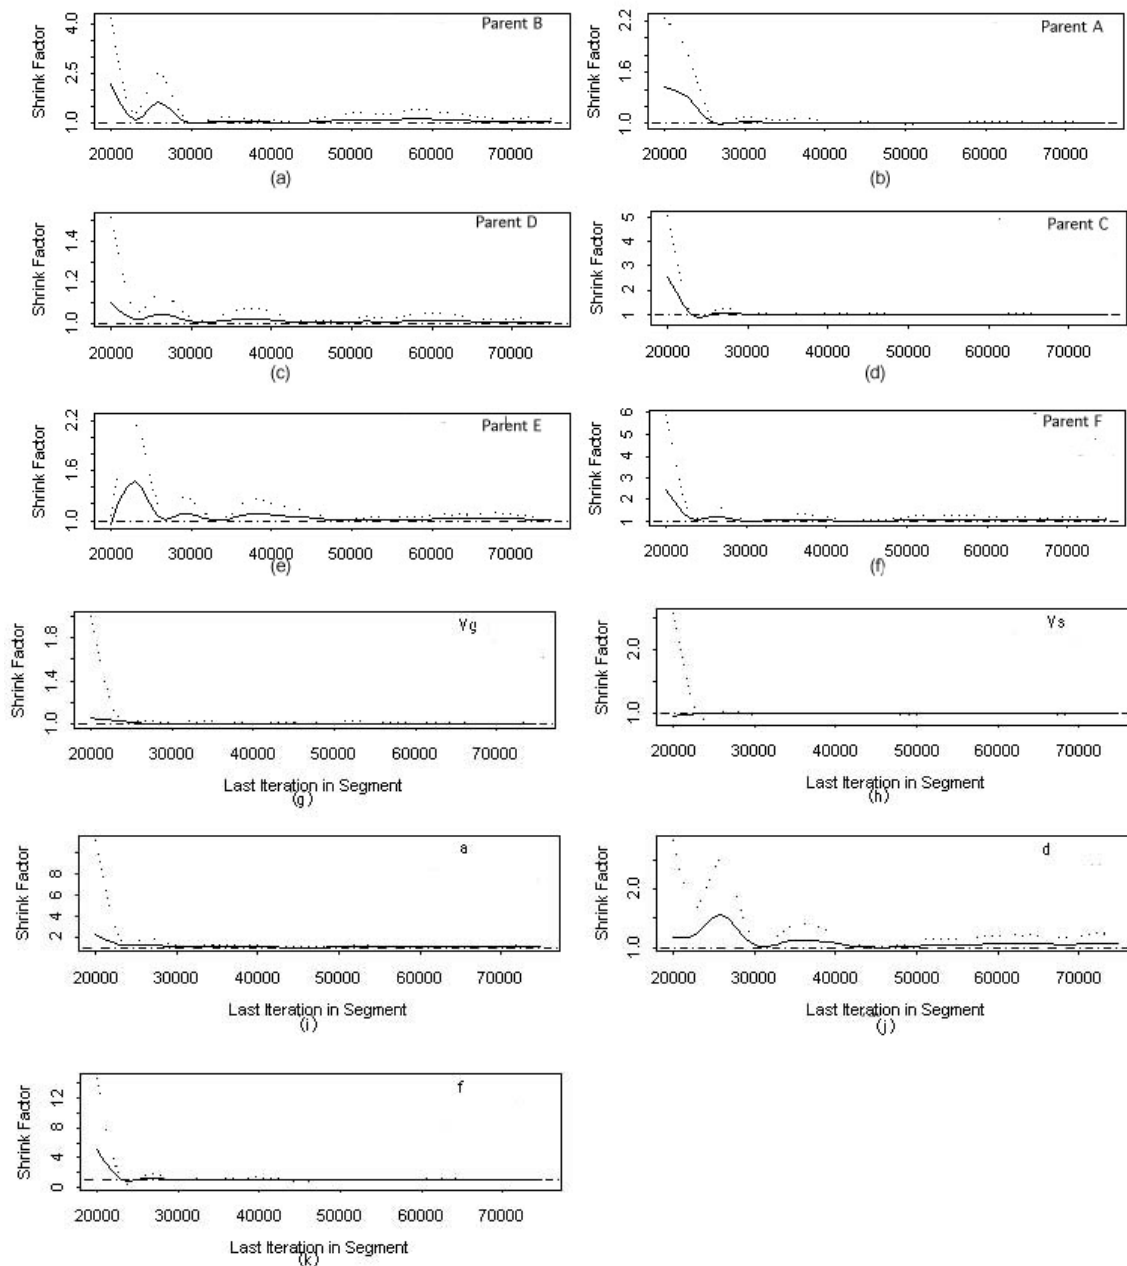 Shrink Factor
4.0
2.5
1.0
Parent B
20000 30000 40000 50000 60000 70000
(a)
Shrink Factor
2.2
1.6
1.0
Parent A
20000 30000 40000 50000 60000 70000
(b)
Shrink Factor
1.4
1.2
1.0
Parent D
20000 30000 40000 50000 60000 70000
(c)
Shrink Factor
5
4
3
2
1
Parent C
20000 30000 40000 50000 60000 70000
(d)
Shrink Factor
2.2
1.6
1.0
Parent E
20000 30000 40000 50000 60000 70000
(e)
Shrink Factor
6
5
4
3
2
1
Parent F
20000 30000 40000 50000 60000 70000
(f)
Shrink Factor
1.8
1.4
1.0
Vg
20000 30000 40000 50000 60000 70000
Last Iteration in Segment
(g)
Shrink Factor
2.0
1.0
Vs
20000 30000 40000 50000 60000 70000
Last Iteration in Segment
(h)
Shrink Factor
8
6
4
2
a
20000 30000 40000 50000 60000 70000
Last Iteration in Segment
(i)
Shrink Factor
2.0
1.0
d
20000 30000 40000 50000 60000 70000
Last Iteration in Segment
(j)
Shrink Factor
12
8
4
0
f
20000 30000 40000 50000 60000 70000
Last Iteration in Segment
(k)